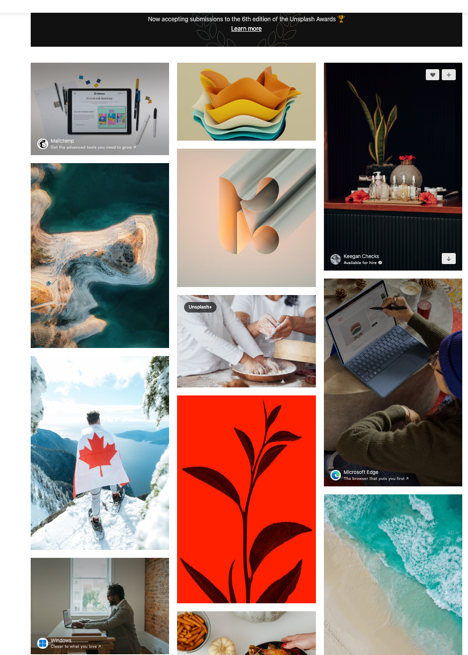 Now accepting submissions to the 6th edition of the Unsplash Awards 🏆
Learn more
Mailchimp
Get the advanced tools you need to grow ↗
Unsplash+
Keegan Checks
Available for hire
Microsoft Edge
The browser that puts you first ↗
Windows
Closer to what you love ↗